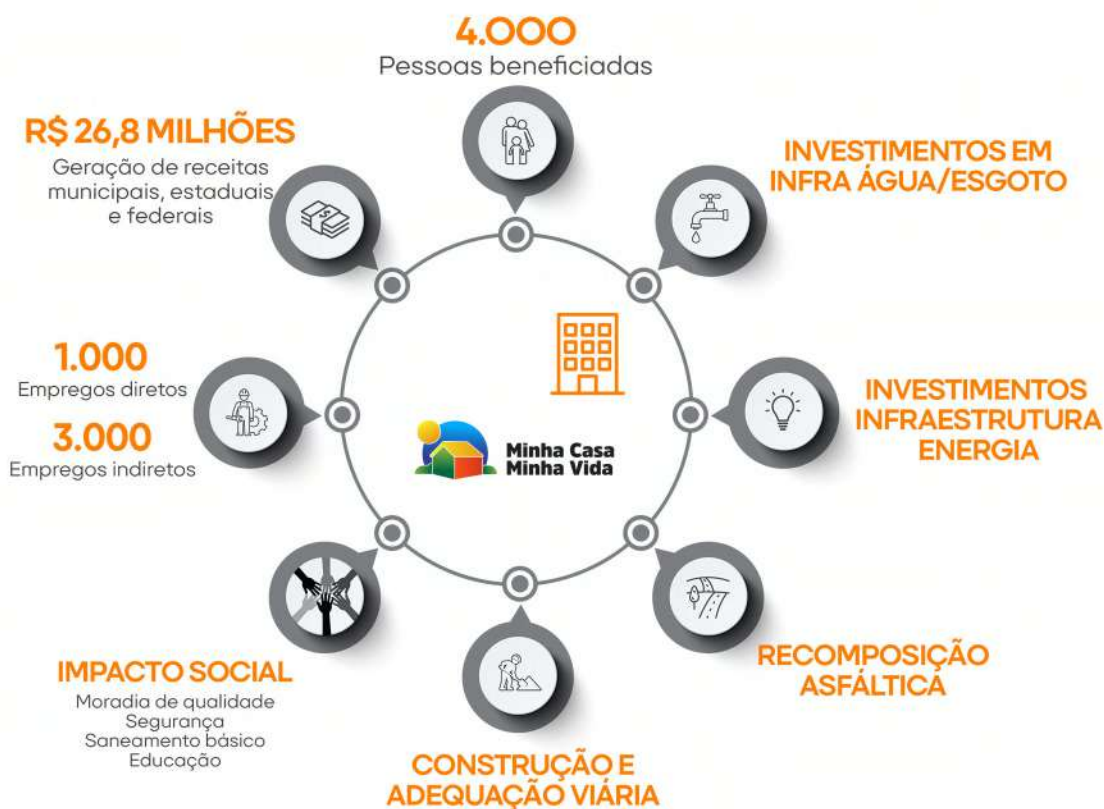 4.000
Pessoas beneficiadas
R$ 26,8 MILHÕES
Geração de receitas
municipais, estaduais
e federais
INVESTIMENTOS EM
INFRA ÁGUA/ESGOTO
1.000
Empregos diretos
3.000
Empregos indiretos
INVESTIMENTOS
INFRAESTRUTURA
ENERGIA
Minha Casa
Minha Vida
IMPACTO SOCIAL
Moradia de qualidade
Segurança
Saneamento básico
Educação
RECOMPOSIÇÃO
ASFÁLTICA
CONSTRUÇÃO E
ADEQUAÇÃO VIÁRIA